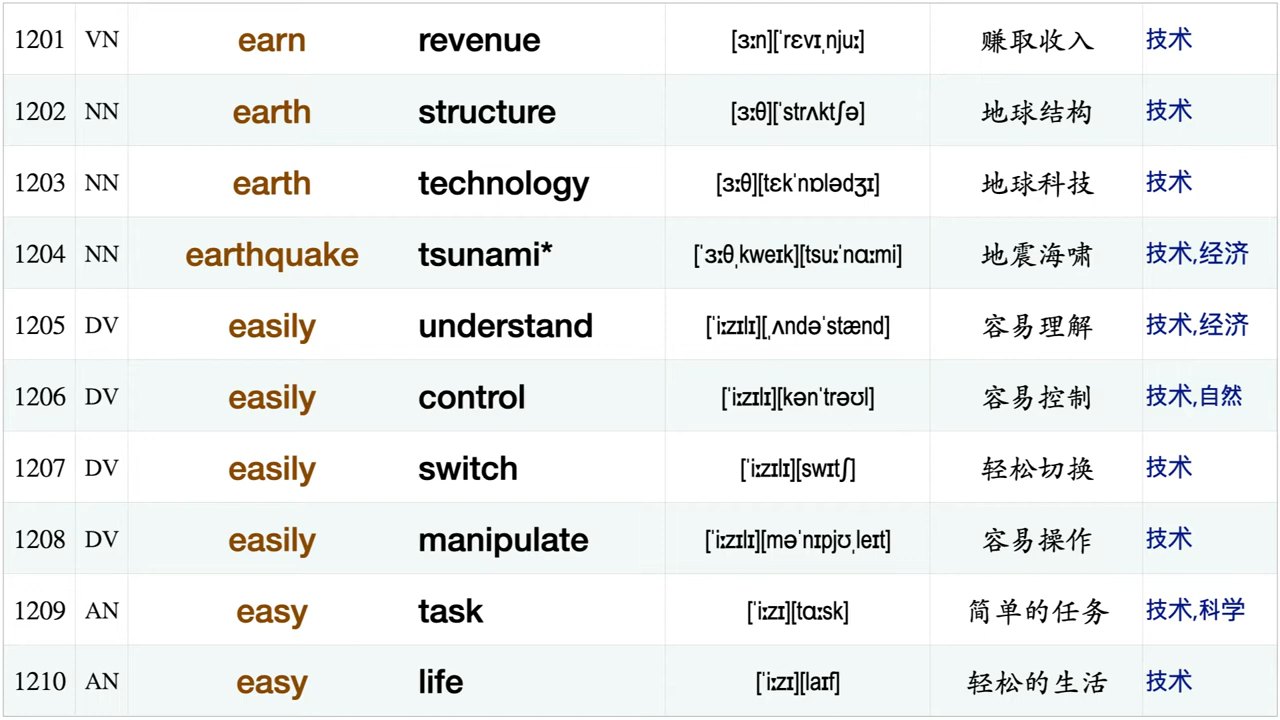 1201 VN earn revenue [ɜːn][ˈrɛvɪˌnjuː] 赚取收入 技术
1202 NN earth structure [ɜːθ][ˈstrʌktʃə] 地球结构 技术
1203 NN earth technology [ɜːθ][tɛkˈnɒlədʒɪ] 地球科技 技术
1204 NN earthquake tsunami* [ˈɜːθˌkweɪk][tsuːˈnɑːmi] 地震海啸 技术,经济
1205 DV easily understand [ˈiːzɪlɪ][ˌʌndəˈstænd] 容易理解 技术,经济
1206 DV easily control [ˈiːzɪlɪ][kənˈtrəʊl] 容易控制 技术,自然
1207 DV easily switch [ˈiːzɪlɪ][swɪtʃ] 轻松切换 技术
1208 DV easily manipulate [ˈiːzɪlɪ][məˈnɪpjʊˌleɪt] 容易操作 技术
1209 AN easy task [ˈiːzɪ][tɑːsk] 简单的任务 技术,科学
1210 AN easy life [ˈiːzɪ][laɪf] 轻松的生活 技术